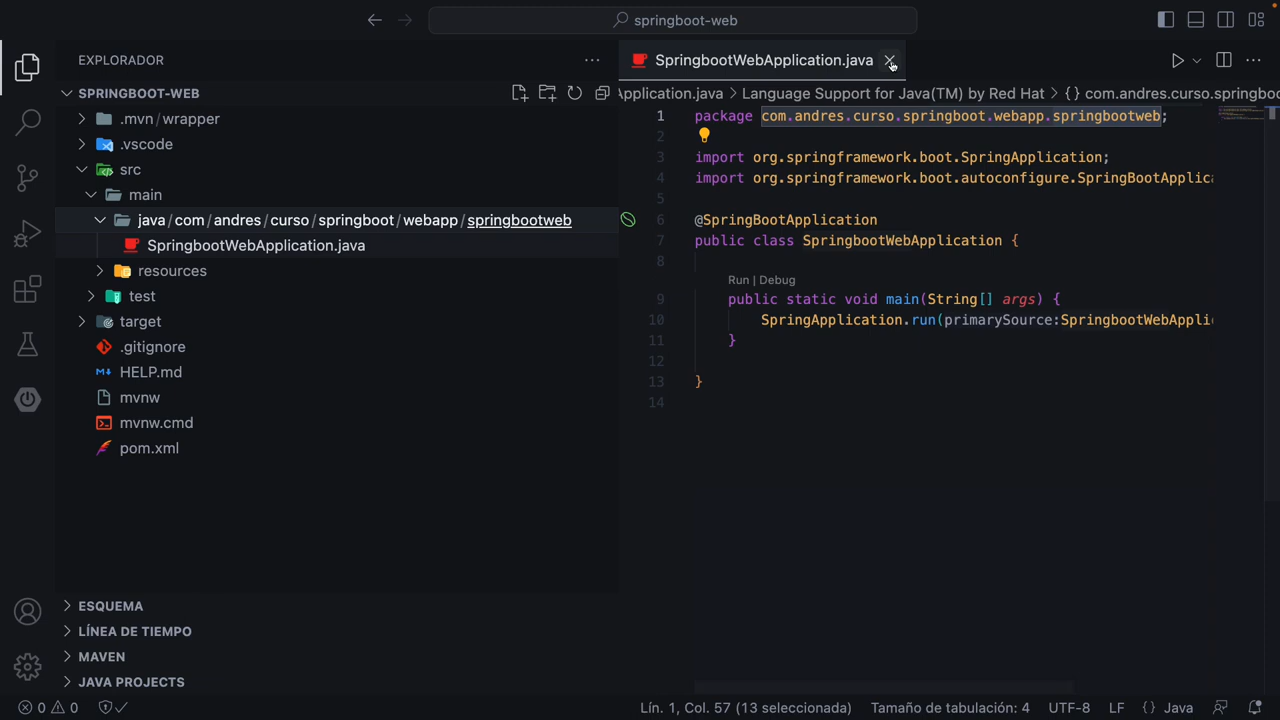 springboot-web
EXPLORADOR
SPRINGBOOT-WEB
.mvn/wrapper
.vscode
src
main
java/com/andres/curso/springboot/webapp/springbootweb
SpringbootWebApplication.java
resources
test
target
.gitignore
HELP.md
mvnw
mvnw.cmd
pom.xml
ESQUEMA
LÍNEA DE TIEMPO
MAVEN
JAVA PROJECTS
SpringbootWebApplication.java
Application.java > Language Support for Java(TM) by Red Hat > {} com.andres.curso.springboo
1 package com.andres.curso.springboot.webapp.springbootweb;
2
3 import org.springframework.boot.SpringApplication;
4 import org.springframework.boot.autoconfigure.SpringBootApplica
5
6 @SpringBootApplication
7 public class SpringbootWebApplication {
8
Run | Debug
9 public static void main(String[] args) {
10 SpringApplication.run(primarySource:SpringbootWebAppli
11 }
12
13 }
14
0 0
Lín. 1, Col. 57 (13 seleccionada) Tamaño de tabulación: 4 UTF-8 LF {} Java